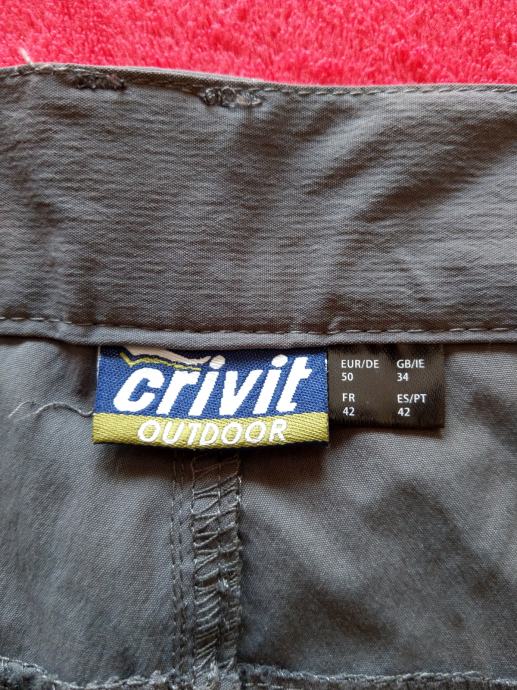 crivit
OUTDOOR
EUR/DE GB/IE
50 34
FR ES/PT
42 42